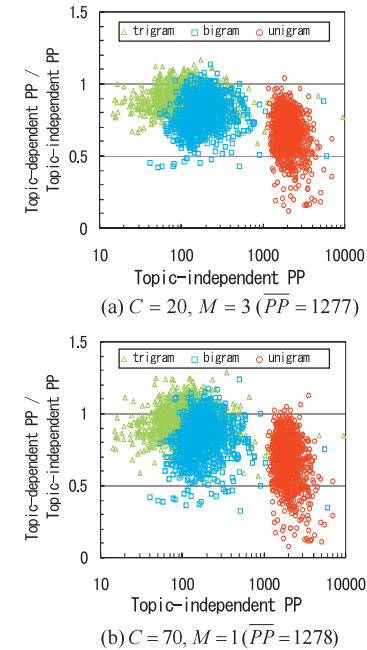 1.5
△ trigram □ bigram ○ unigram
1
0.5
0
Topic-dependent PP /
Topic-independent PP
10 100 1000 10000
Topic-independent PP
(a) C = 20, M = 3 (\overline{PP} = 1277)
1.5
△ trigram □ bigram ○ unigram
1
0.5
0
Topic-dependent PP /
Topic-independent PP
10 100 1000 10000
Topic-independent PP
(b) C = 70, M = 1 (\overline{PP} = 1278)